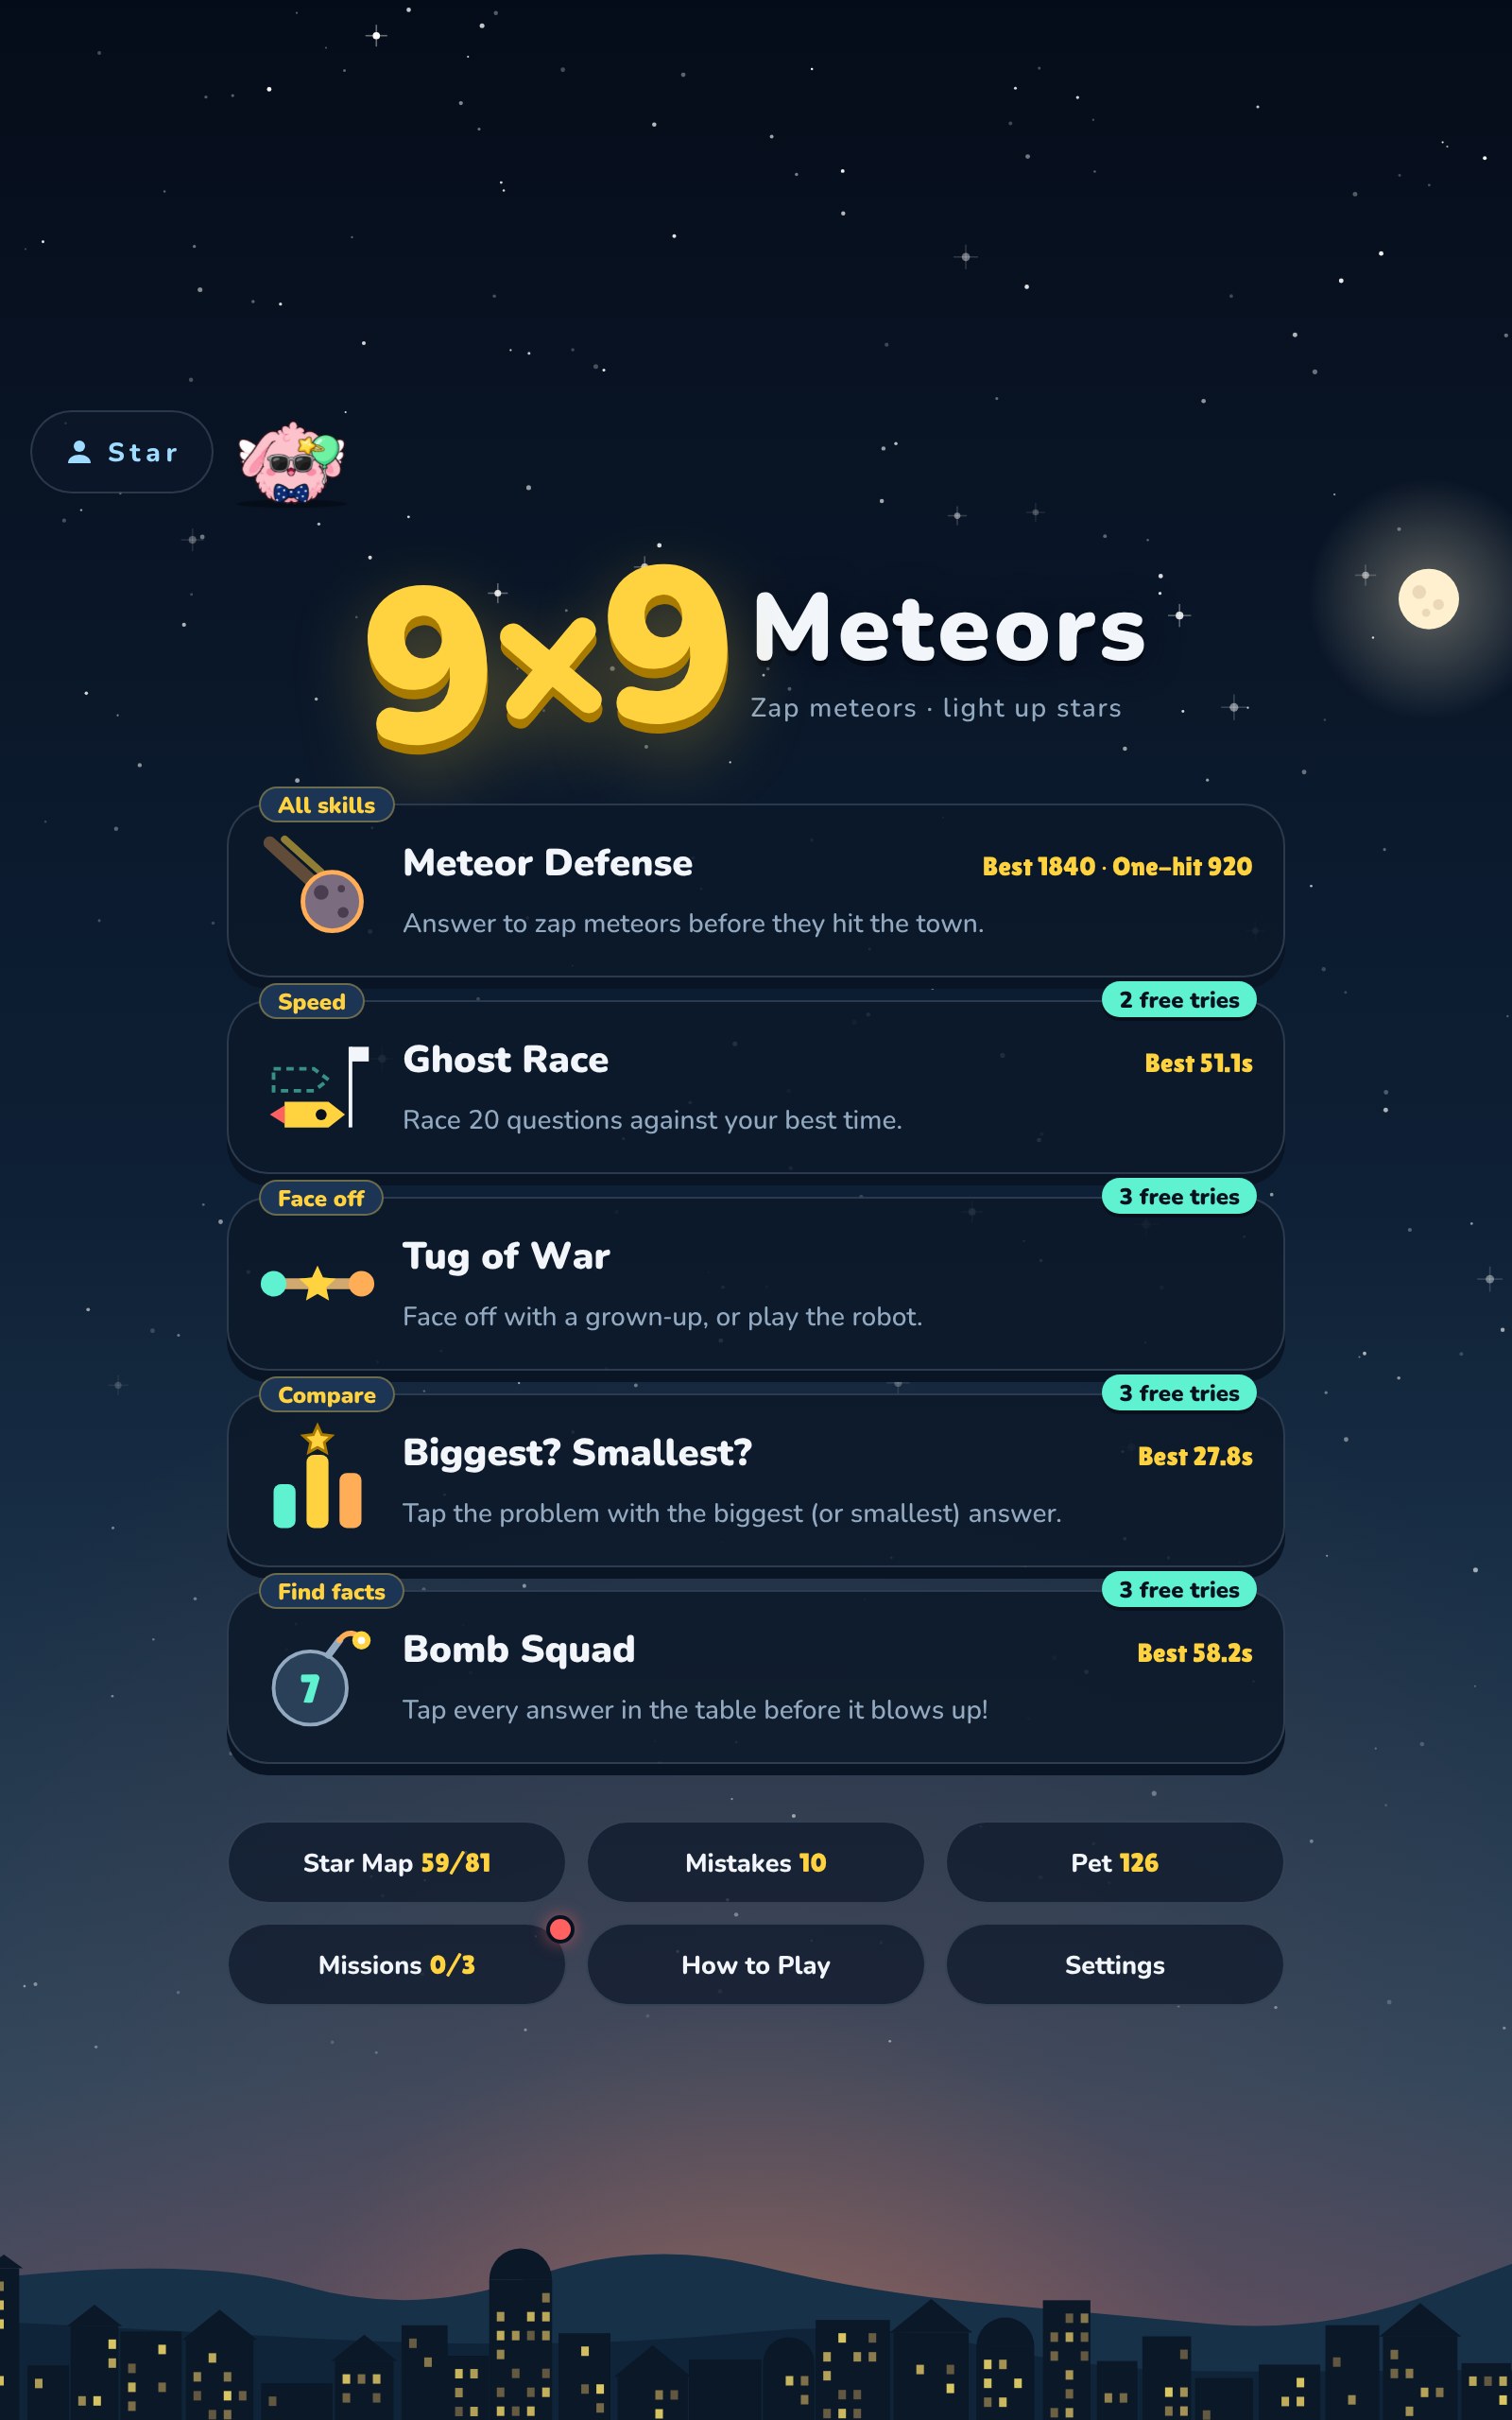 Star
9×9 Meteors
Zap meteors · light up stars
All skills
Meteor Defense
Best 1840 · One-hit 920
Answer to zap meteors before they hit the town.
Speed
2 free tries
Ghost Race
Best 51.1s
Race 20 questions against your best time.
Face off
3 free tries
Tug of War
Face off with a grown-up, or play the robot.
Compare
3 free tries
Biggest? Smallest?
Best 27.8s
Tap the problem with the biggest (or smallest) answer.
Find facts
3 free tries
7
Bomb Squad
Best 58.2s
Tap every answer in the table before it blows up!
Star Map 59/81
Mistakes 10
Pet 126
Missions 0/3
How to Play
Settings